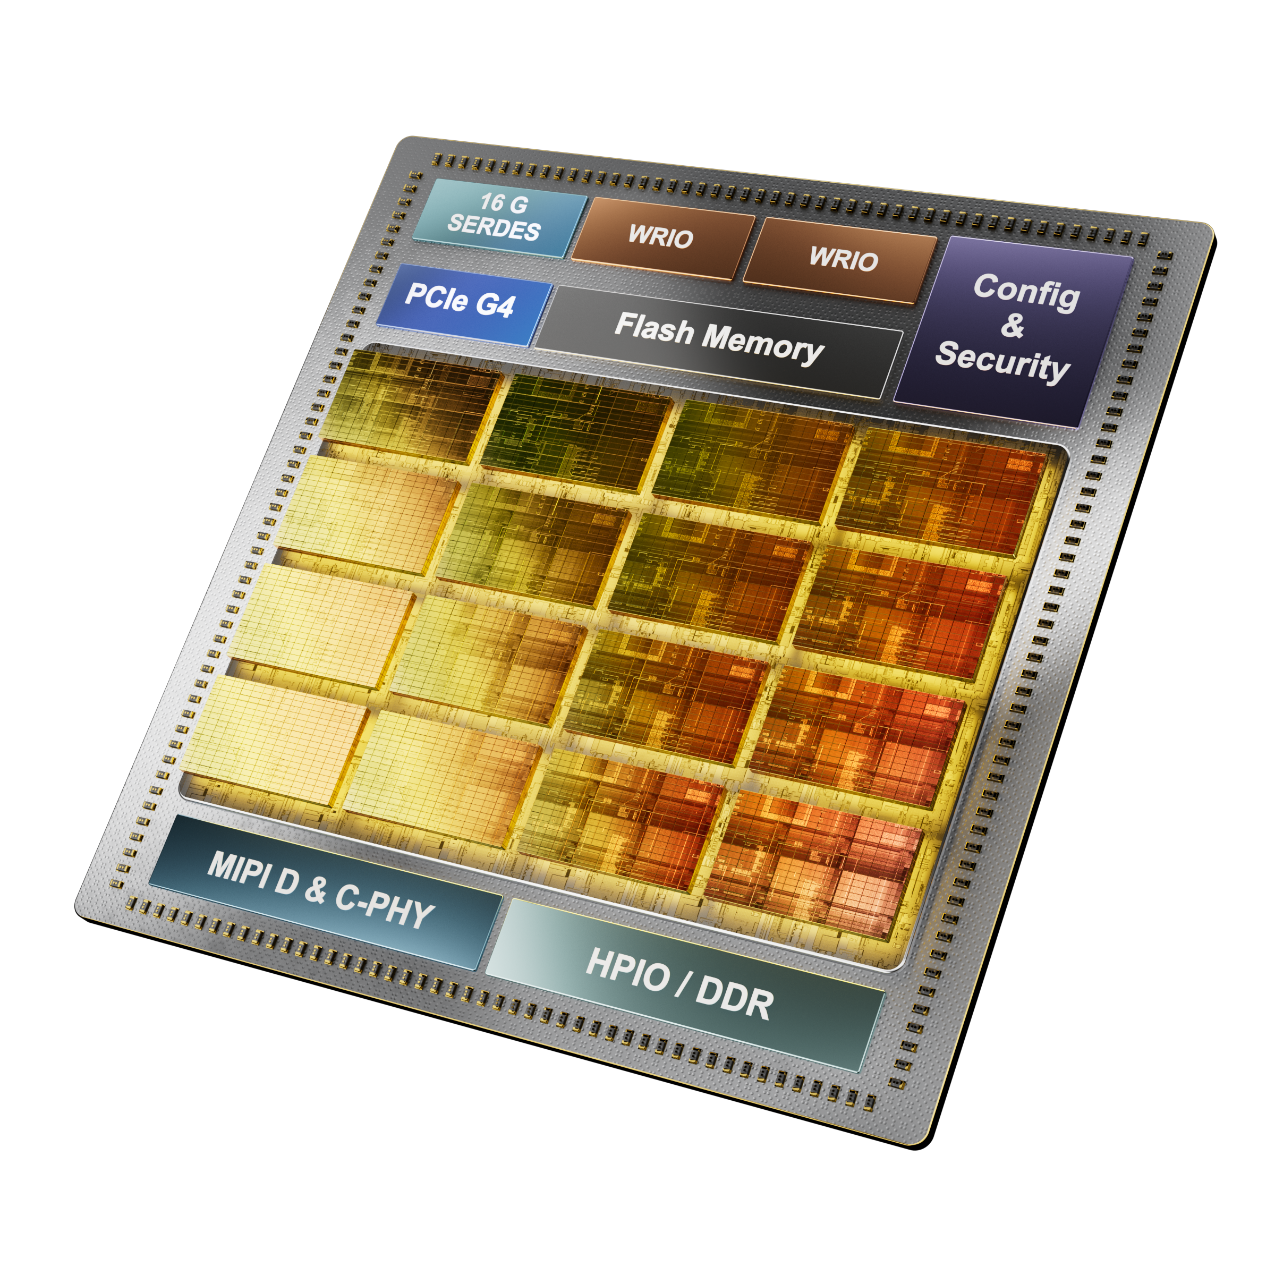 16 G
SERDES
WRIO
WRIO
Config
&
Security
PCIe G4
Flash Memory
MIPI D & C-PHY
HPIO / DDR